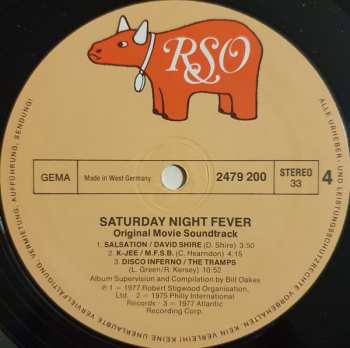 RSO
GEMA
Made in West Germany
2479 200
STEREO
33
4
SATURDAY NIGHT FEVER
Original Movie Soundtrack
1. SALSATION / DAVID SHIRE (D. Shire) 3:50
2. K-JEE / M.F.S.B. (C. Hearndon) 4:15
3. DISCO INFERNO / THE TRAMPS
(L. Green/R. Kersey) 10:52
Album Supervision and Compilation by Bill Oakes
℗ 1 = 1977 Robert Stigwood Organisation,
Ltd. 2 - 1975 Philly International
Records. 3 - 1977 Atlantic
Recording Corp.
ALLE URHEBER- UND LEISTUNGSSCHUTZRECHTE VORBEHALTEN. KEIN VERLEIH! KEINE UNERLAUBTE VERVIELFÄLTIGUNG, VERMIETUNG, AUFFÜHRUNG, SENDUNG!